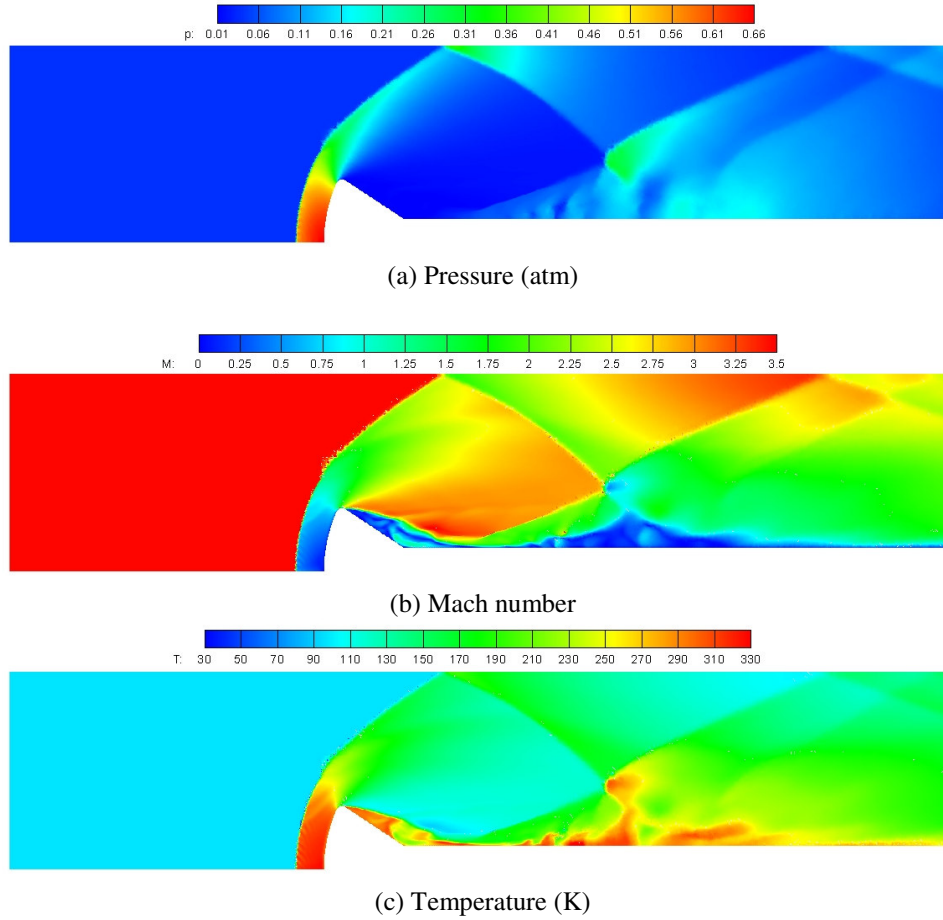 p: 0.01 0.06 0.11 0.16 0.21 0.26 0.31 0.36 0.41 0.46 0.51 0.56 0.61 0.66
(a) Pressure (atm)
M: 0 0.25 0.5 0.75 1 1.25 1.5 1.75 2 2.25 2.5 2.75 3 3.25 3.5
(b) Mach number
T: 30 50 70 90 110 130 150 170 190 210 230 250 270 290 310 330
(c) Temperature (K)